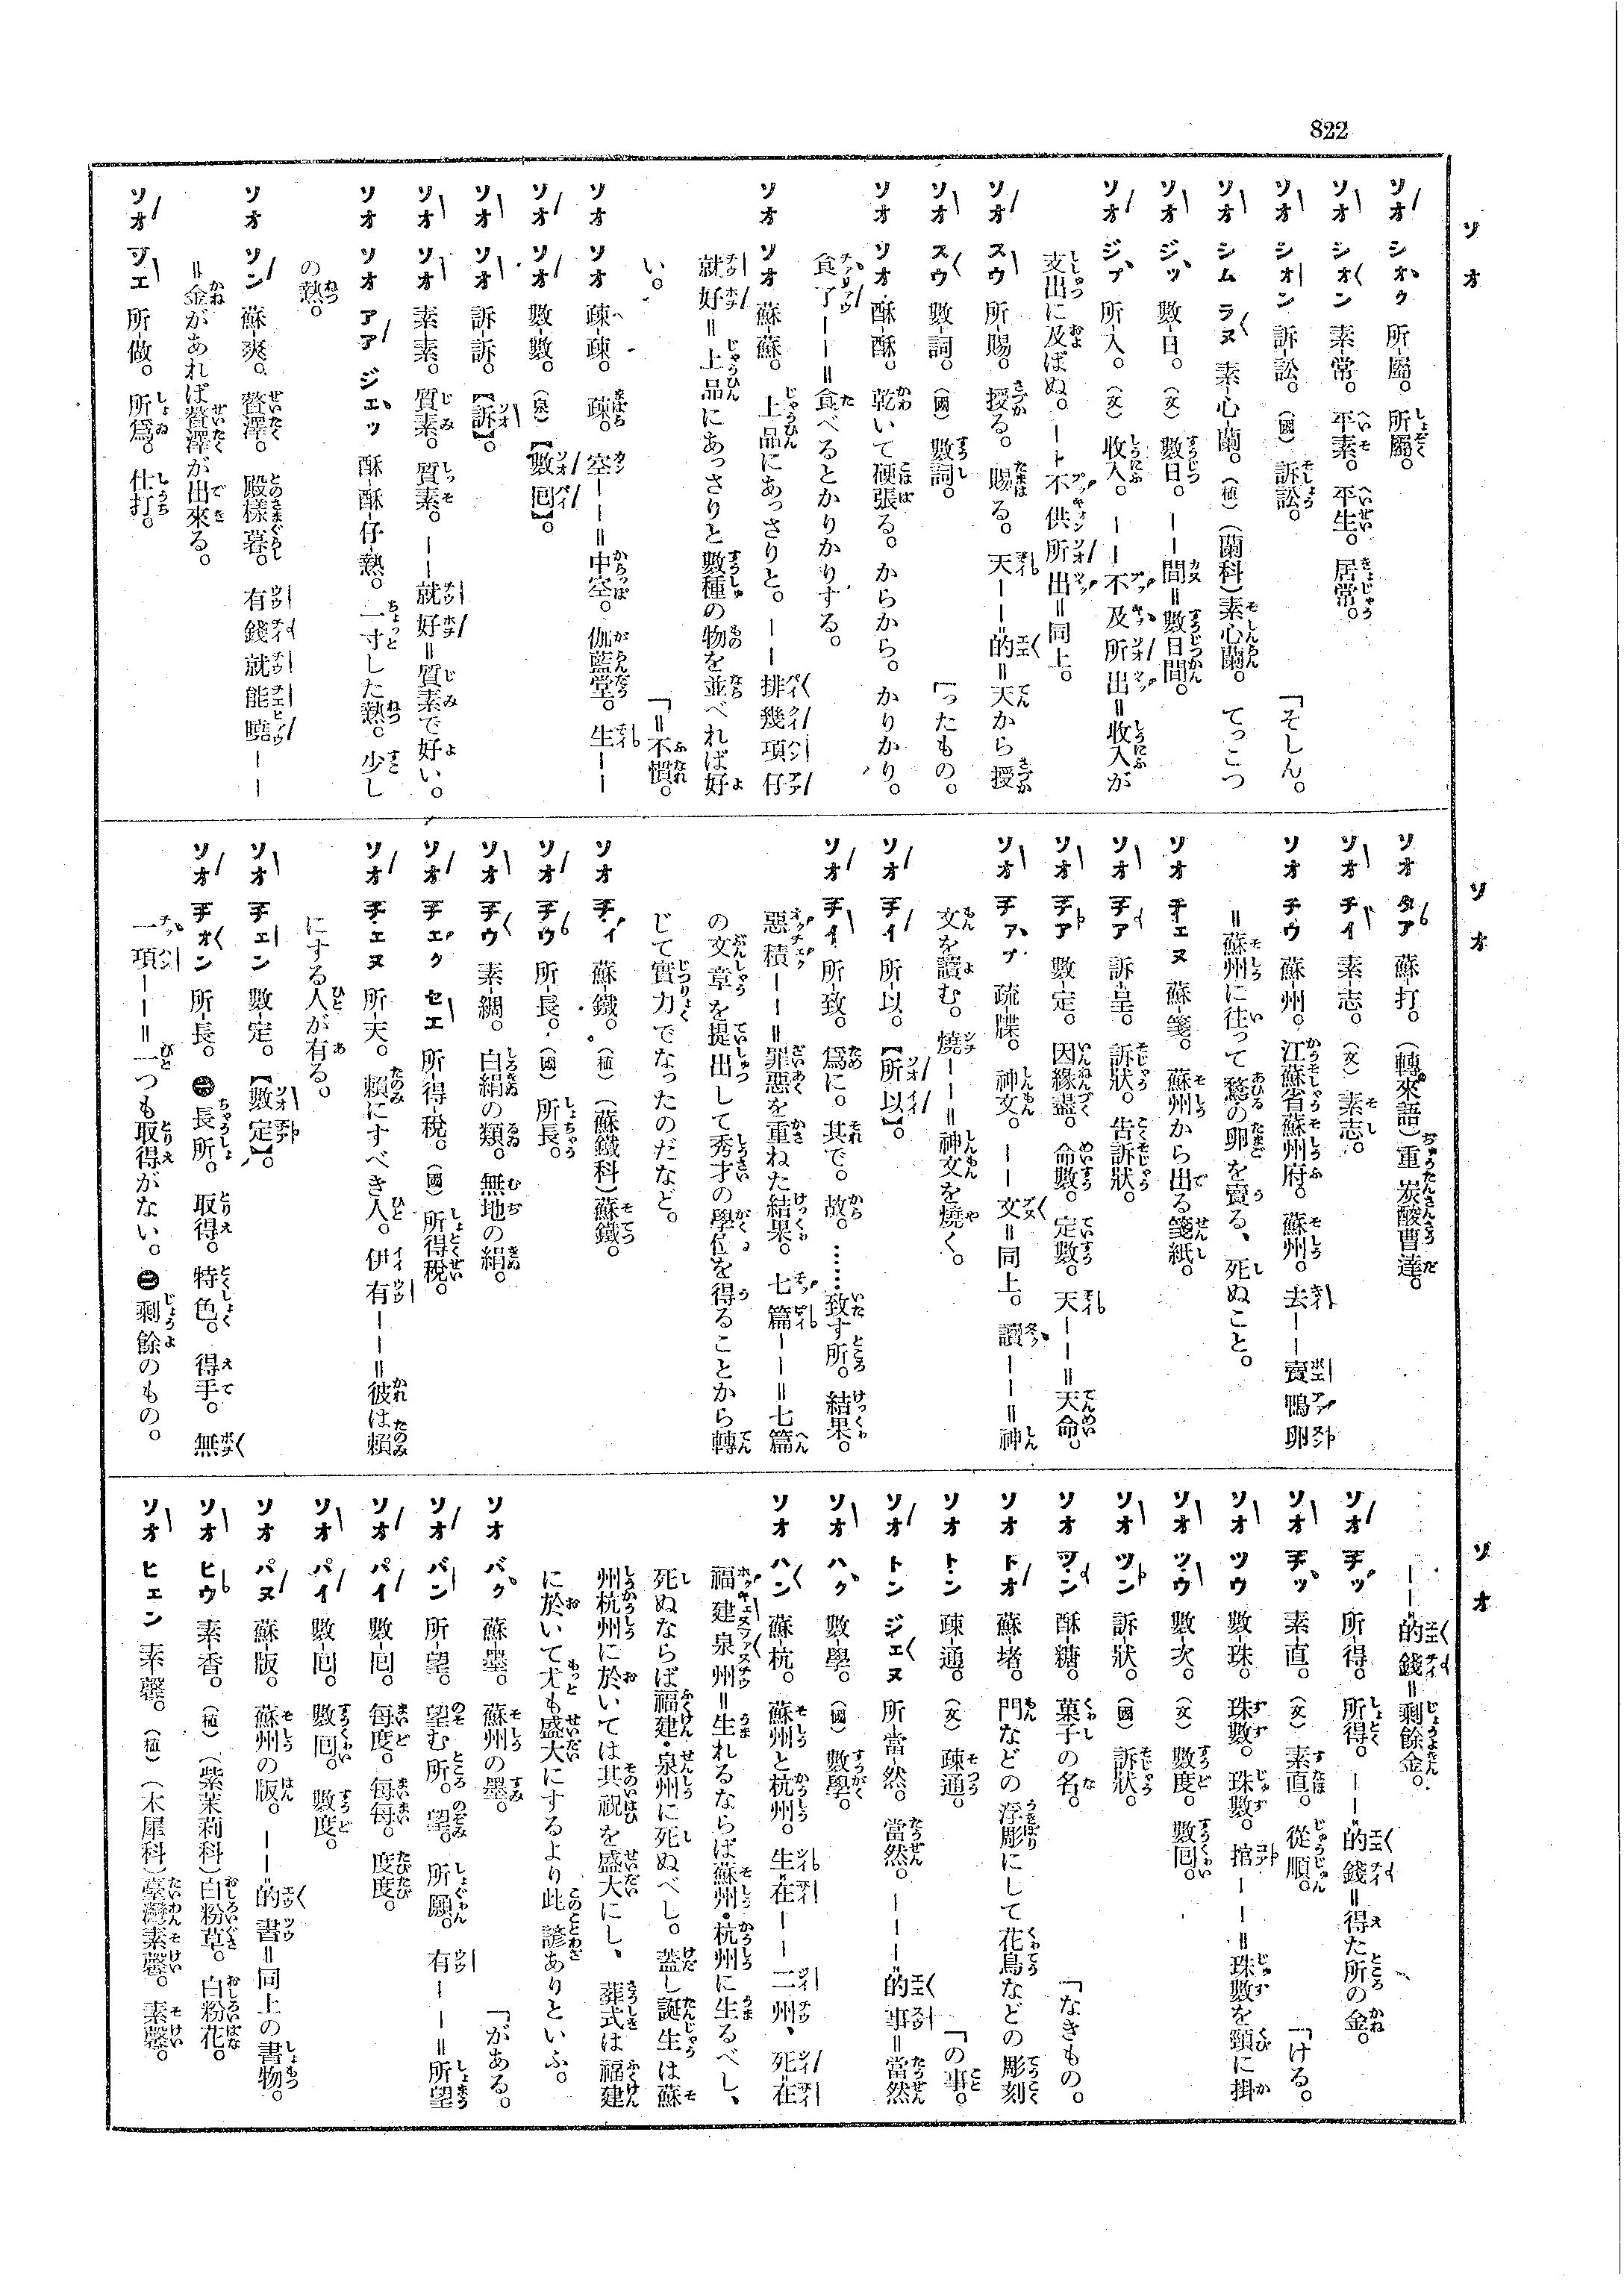 822
ソオ
ソオ シオク 所-屬。所屬。
ソオ シオン 素-常。平素。平生。居常。
ソオ シオン 訴-訟。(國)訴訟。「そしん。
ソオ シム ラヌ 素-心-蘭。(植)(蘭科)素心蘭。てっこつ
ソオ ジッ 數-日。(文)數日。――間=數日間。
ソオ ジプ 所-入。(文)收入。――不及所出=收入が
支出に及ばぬ。――不供所出=同上。
ソオ スウ 所-賜。授る。賜る。天――的=天から授
ソオ スウ 數-詞。(國)數詞。「ったもの。
ソオ ソオ 酥-酥。乾いて硬張る。からから。かりかり。
食了――=食べるとかりかりする。
ソオ ソオ 蘇-蘇。上品にあっさりと。――排幾項仔
就好=上品にあっさりと數種の物を並べれば好
い。「=不慣。
ソオ ソオ 疎-疎。疎。空――=中空。伽藍堂。生――
ソオ ソオ 數-數。(泉)【數囘】。
ソオ ソオ 訴-訴。【訴】。
ソオ ソオ 素-素。質素。質素。――就好=質素で好い。
ソオ ソオ アア ジェッ 酥-酥-仔-熱。一寸した熱。少し
の熱。
ソオ ソン 蘇-爽。贅澤。殿樣暮。有錢就能曉――
=金があれば贅澤が出來る。
ソオ ツエ 所-做。所爲。仕打。
ソオ
ソオ タア 蘇-打。(轉來語)重炭酸曹達。
ソオ チイ 素-志。(文)素志。
ソオ チウ 蘇-州。江蘇省蘇州府。蘇州。去――賣鴨卵
=蘇州に往って鶩の卵を賣る、死ぬこと。
ソオ チェヌ 蘇-箋。蘇州から出る箋紙。
ソオ チア 訴-呈。訴狀。吿訴狀。
ソオ チア 數-定。因緣盡。命數。定數。天――=天命。
ソオ チアプ 疏-牒。神文。――文=同上。讀――=神
文を讀む。燒――=神文を燒く。
ソオ チイ 所-以。【所以】。
ソオ チイ 所-致。爲に。其で。故。……致す所。結果。
惡積――=罪惡を重ねた結果。七篇――=七篇
の文章を提出して秀才の學位を得ることから轉
じて實力でなったのだなど。
ソオ チィ 蘇-鐵。(植)(蘇鐵科)蘇鐵。
ソオ チウ 所-長。(國)所長。
ソオ チウ 素-綢。白絹の類。無地の絹。
ソオ チェク セエ 所-得-稅。(國)所得稅。
ソオ チェヌ 所-天。賴にすべき人。伊有――=彼は賴
にする人が有る。
ソオ チェン 數-定。【數定】。
ソオ チオン 所-長。㊀長所。取得。特色。得手。無
一項――=一つも取得がない。㊁剩餘のもの。
ソオ
――的錢=剩餘金。
ソオ チッ 所-得。所得。――的錢=得た所の金。
ソオ チッ 素-直。(文)素直。從順。「ける。
ソオ ツウ 數-珠。珠數。珠數。捾――=珠數を頸に掛
ソオ ツウ 數-次。(文)數度。數囘。
ソオ ツン 訴-狀。(國)訴狀。
ソオ ツン 酥-糖。菓子の名。「なきもの。
ソオ トオ 蘇-堵。門などの浮彫にして花鳥などの彫刻
ソオ トン 疎-通。(文)疎通。「の事。
ソオ トン ジェヌ 所-當-然。當然。――的事=當然
ソオ ハク 數-學。(國)數學。
ソオ ハン 蘇-杭。蘇州と杭州。生在――二州、死在
福建泉州=生れるならば蘇州・杭州に生るべし、
死ぬならば福建・泉州に死ぬべし。蓋し誕生は蘇
州杭州に於いては其祝を盛大にし、葬式は福建
に於いて尤も盛大にするより此諺ありといふ。
ソオ バク 蘇-墨。蘇州の墨。「がある。
ソオ バン 所-望。望む所。望。所願。有――=所望
ソオ パイ 數-囘。每度。每每。度度。
ソオ パイ 數-囘。數囘。數度。
ソオ パヌ 蘇-版。蘇州の版。――的書=同上の書物。
ソオ ヒウ 素-香。(植)(紫茉莉科)白粉草。白粉花。
ソオ ヒェン 素-馨。(植)(木犀科)臺灣素馨。素馨。